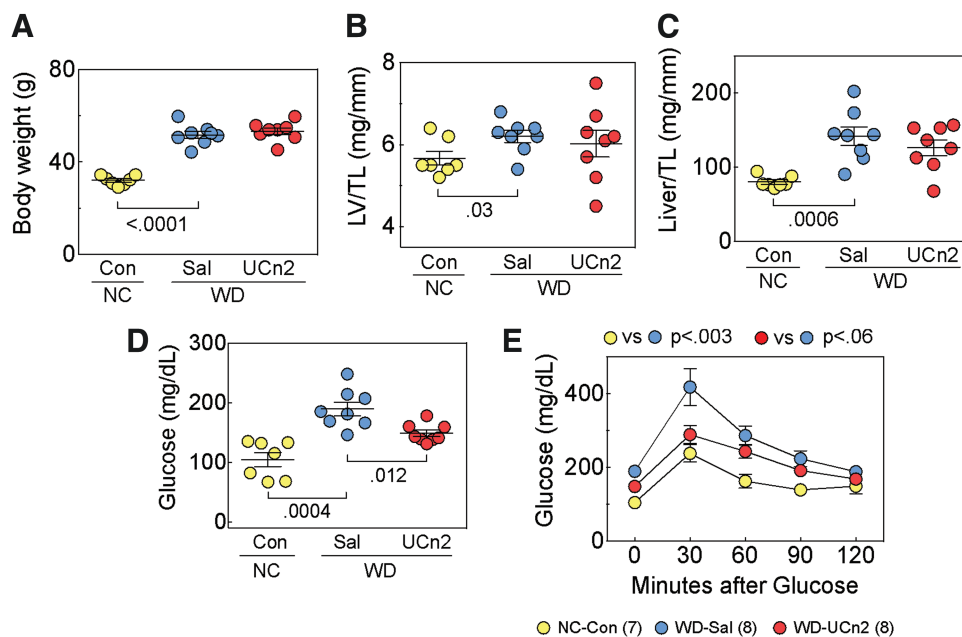 A
Body weight (g)
80
40
0
<.0001
Con Sal UCn2
NC WD
B
LV/TL (mg/mm)
8
6
4
.03
Con Sal UCn2
NC WD
C
Liver/TL (mg/mm)
200
100
0
.0006
Con Sal UCn2
NC WD
D
Glucose (mg/dL)
300
200
100
0
.0004
.012
Con Sal UCn2
NC WD
E
vs p<.003 vs p<.06
Glucose (mg/dL)
400
200
0
0 30 60 90 120
Minutes after Glucose
NC-Con (7) WD-Sal (8) WD-UCn2 (8)